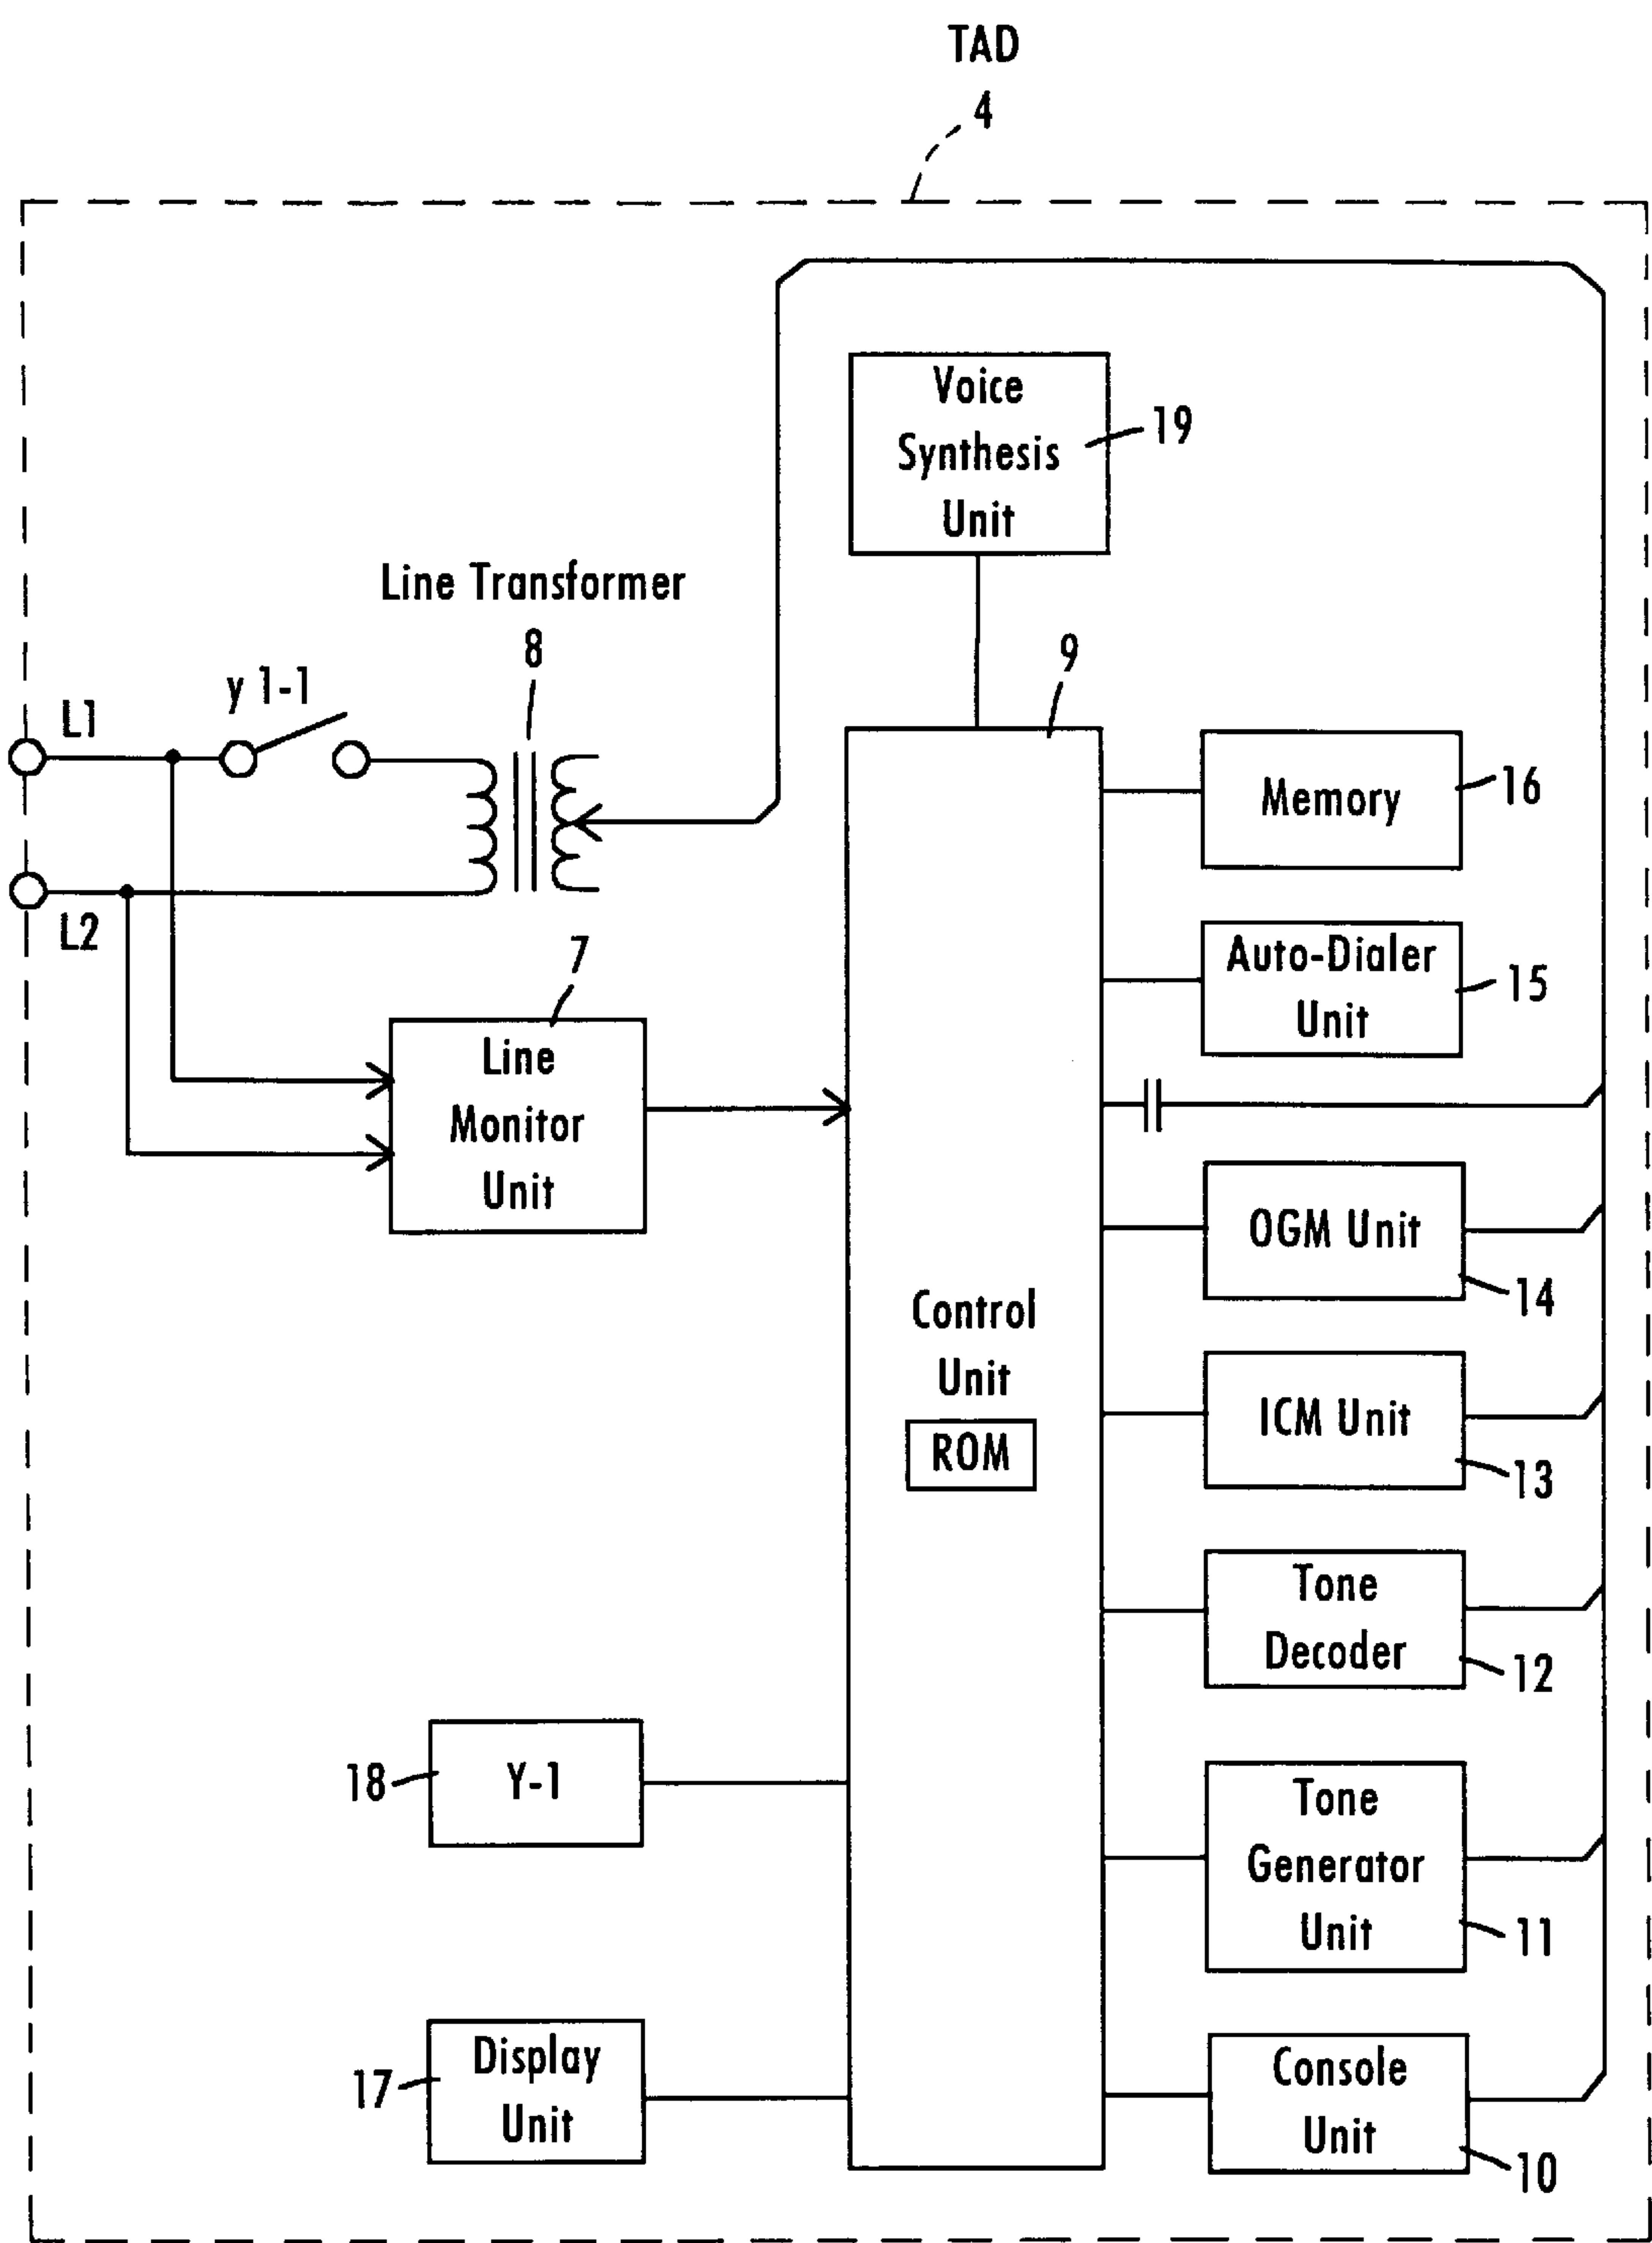 TAD
4
Voice
Synthesis
Unit
19
Line Transformer
8
9
y 1-1
L1
L2
Memory
16
Auto-Dialer
Unit
15
7
Line
Monitor
Unit
OGM Unit
14
Control
Unit
ROM
ICM Unit
13
Tone
Decoder
12
18
Y-1
Tone
Generator
Unit
11
17
Display
Unit
Console
Unit
10